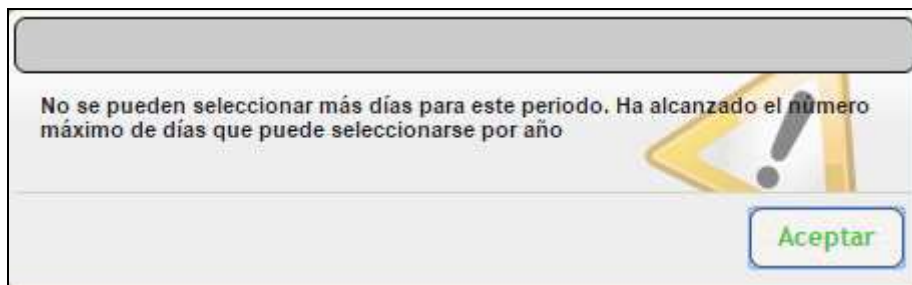 No se pueden seleccionar más días para este periodo. Ha alcanzado el número
máximo de días que puede seleccionarse por año
Aceptar